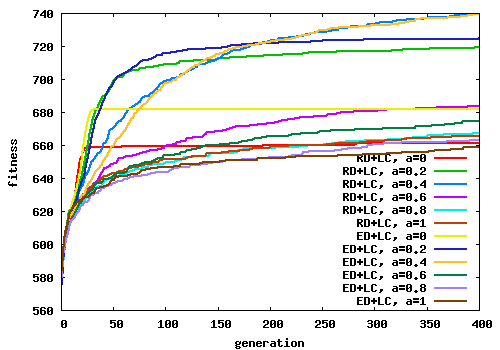 740
720
700
680
660
640
620
600
580
560
fitness
RD+LC, a=0
RD+LC, a=0.2
RD+LC, a=0.4
RD+LC, a=0.6
RD+LC, a=0.8
RD+LC, a=1
ED+LC, a=0
ED+LC, a=0.2
ED+LC, a=0.4
ED+LC, a=0.6
ED+LC, a=0.8
ED+LC, a=1
0 50 100 150 200 250 300 350 400
generation